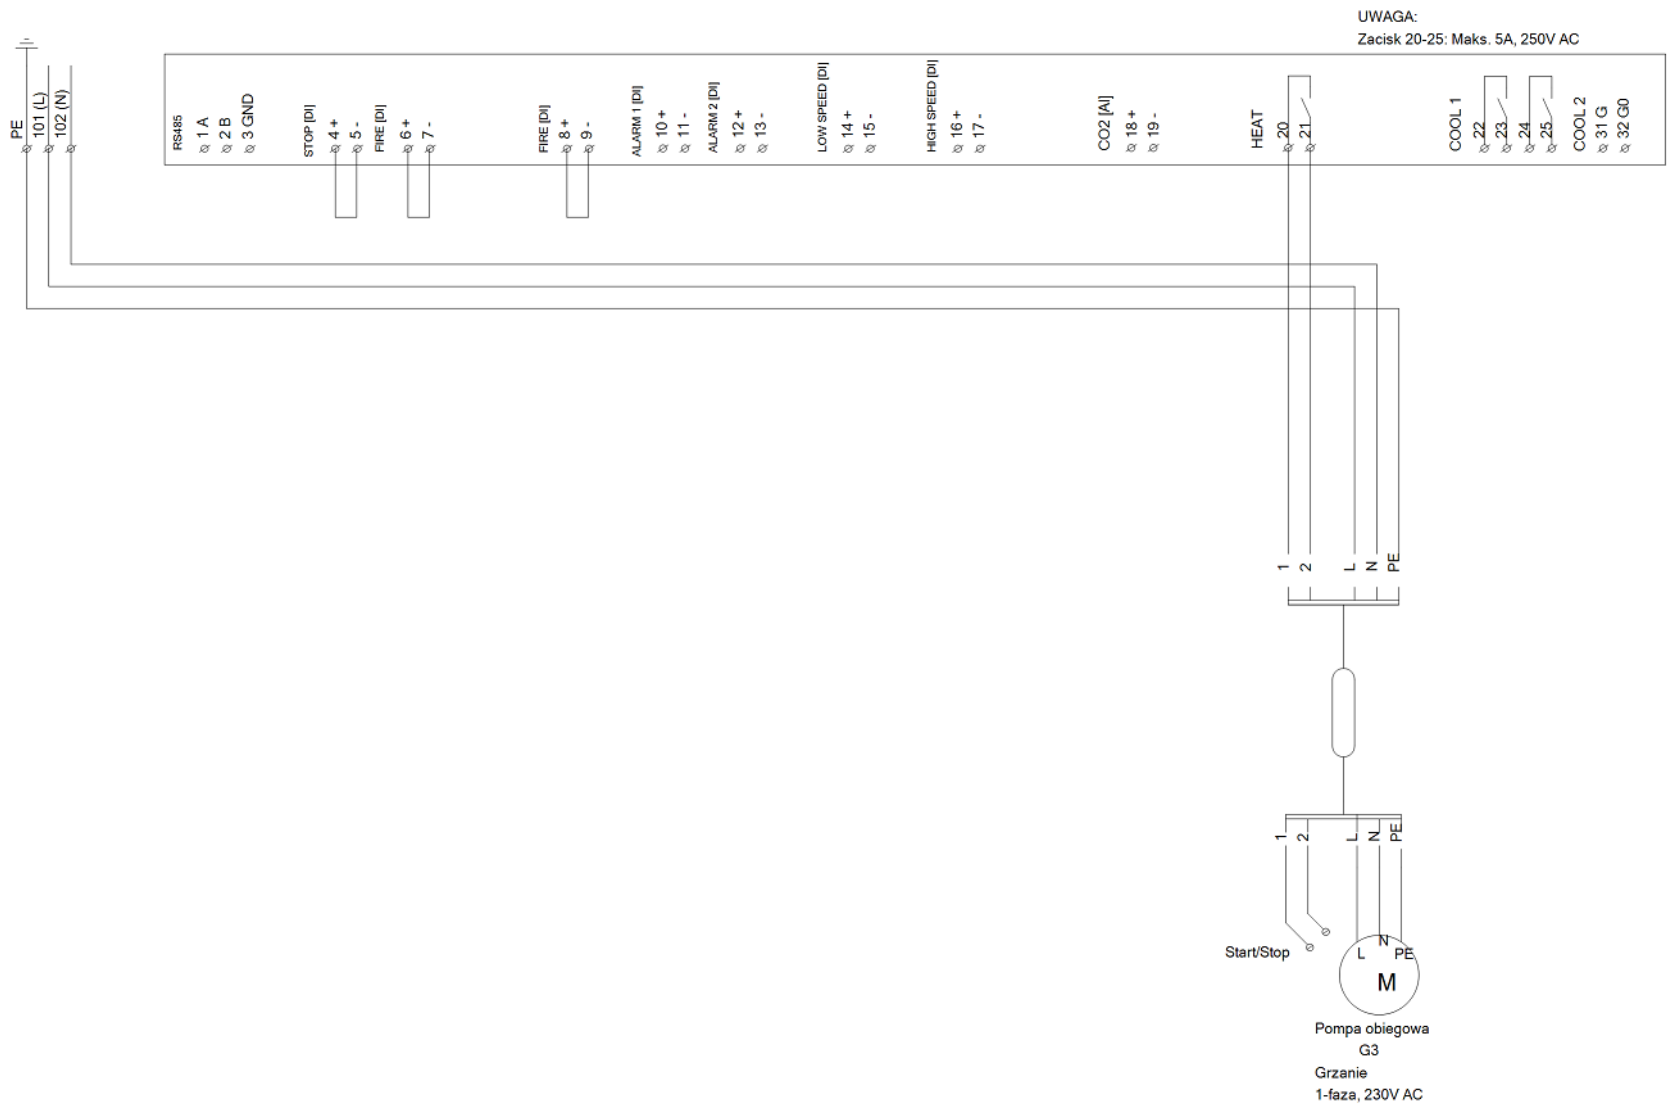 UWAGA:
Zacisk 20-25: Maks. 5A, 250V AC
PE
101 (L)
102 (N)
RS485
1 A
2 B
3 GND
STOP [DI]
4 +
5 -
FIRE [DI]
6 +
7 -
FIRE [DI]
8 +
9 -
ALARM 1 [DI]
10 +
11 -
ALARM 2 [DI]
12 +
13 -
LOW SPEED [DI]
14 +
15 -
HIGH SPEED [DI]
16 +
17 -
CO2 [AI]
18 +
19 -
HEAT
20
21
COOL 1
22
23
24
25
COOL 2
31 G
32 G0
1
2
L
N
PE
1
2
L
N
PE
Start/Stop
L
N
PE
M
Pompa obiegowa
G3
Grzanie
1-faza, 230V AC